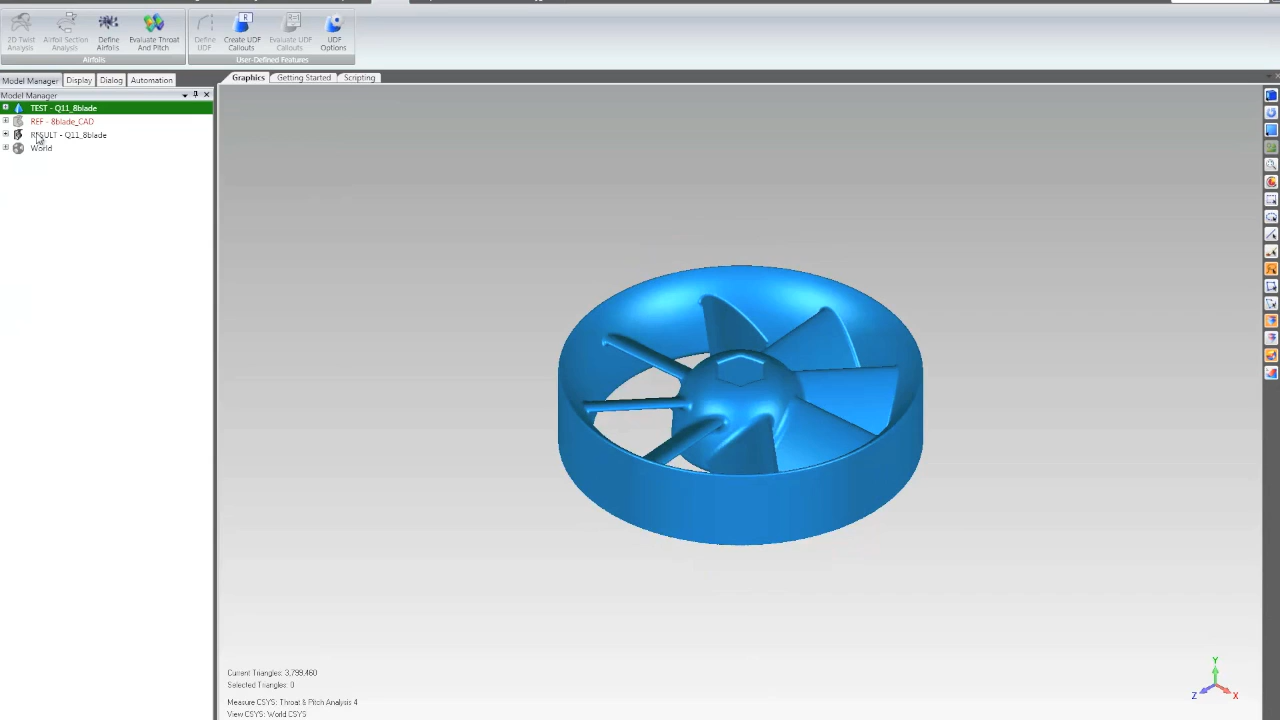 2D Twist Analysis
Airfoil Section Analysis
Define Airfoils
Evaluate Throat And Pitch
Define UDF
Create UDF Callouts
Evaluate UDF Callouts
UDF Options
Airfoils
User-Defined Features
Model Manager
Display
Dialog
Automation
Graphics
Getting Started
Scripting
Model Manager
TEST - Q11_8blade
REF - 8blade_CAD
RESULT - Q11_8blade
World
Current Triangles: 3,799,460
Selected Triangles: 0
Measure CSYS: Throat & Pitch Analysis 4
View CSYS: World CSYS
Y
Z
X